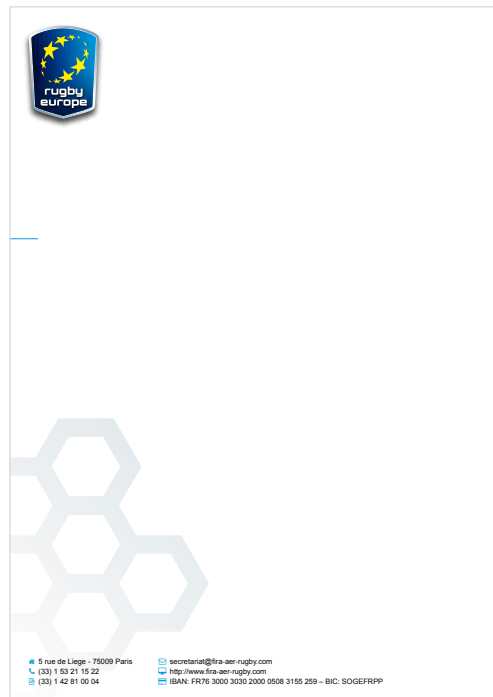 rugby
europe
5 rue de Liege - 75009 Paris
(33) 1 53 21 15 22
(33) 1 42 81 00 04
secretariat@fira-aer-rugby.com
http://www.fira-aer-rugby.com
IBAN: FR76 3000 3030 2000 0508 3155 259 – BIC: SOGEFRPP